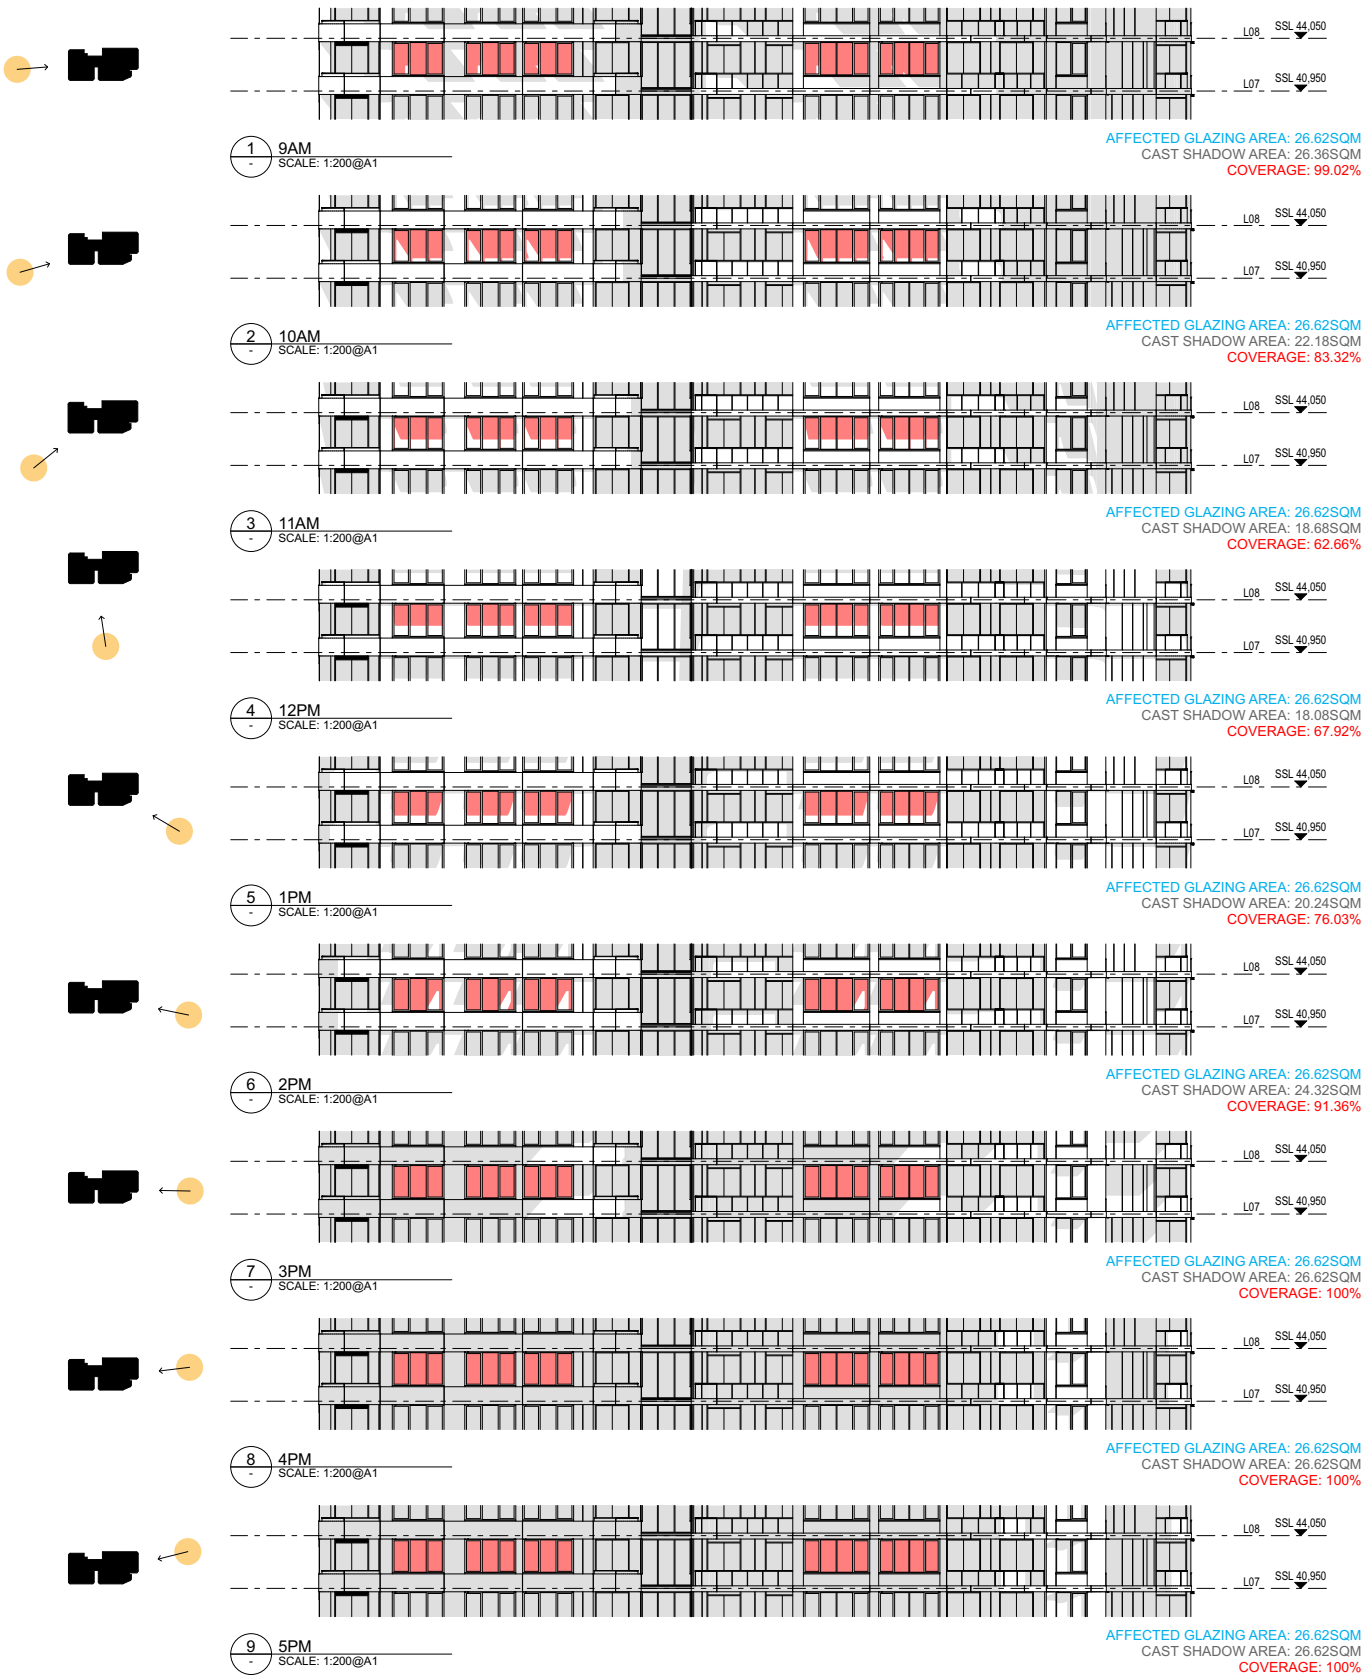 L08 SSL 44,050
L07 SSL 40,950
1 9AM
- SCALE: 1:200@A1
AFFECTED GLAZING AREA: 26.62SQM
CAST SHADOW AREA: 26.36SQM
COVERAGE: 99.02%
L08 SSL 44,050
L07 SSL 40,950
2 10AM
- SCALE: 1:200@A1
AFFECTED GLAZING AREA: 26.62SQM
CAST SHADOW AREA: 22.18SQM
COVERAGE: 83.32%
L08 SSL 44,050
L07 SSL 40,950
3 11AM
- SCALE: 1:200@A1
AFFECTED GLAZING AREA: 26.62SQM
CAST SHADOW AREA: 18.68SQM
COVERAGE: 62.66%
L08 SSL 44,050
L07 SSL 40,950
4 12PM
- SCALE: 1:200@A1
AFFECTED GLAZING AREA: 26.62SQM
CAST SHADOW AREA: 18.08SQM
COVERAGE: 67.92%
L08 SSL 44,050
L07 SSL 40,950
5 1PM
- SCALE: 1:200@A1
AFFECTED GLAZING AREA: 26.62SQM
CAST SHADOW AREA: 20.24SQM
COVERAGE: 76.03%
L08 SSL 44,050
L07 SSL 40,950
6 2PM
- SCALE: 1:200@A1
AFFECTED GLAZING AREA: 26.62SQM
CAST SHADOW AREA: 24.32SQM
COVERAGE: 91.36%
L08 SSL 44,050
L07 SSL 40,950
7 3PM
- SCALE: 1:200@A1
AFFECTED GLAZING AREA: 26.62SQM
CAST SHADOW AREA: 26.62SQM
COVERAGE: 100%
L08 SSL 44,050
L07 SSL 40,950
8 4PM
- SCALE: 1:200@A1
AFFECTED GLAZING AREA: 26.62SQM
CAST SHADOW AREA: 26.62SQM
COVERAGE: 100%
L08 SSL 44,050
L07 SSL 40,950
9 5PM
- SCALE: 1:200@A1
AFFECTED GLAZING AREA: 26.62SQM
CAST SHADOW AREA: 26.62SQM
COVERAGE: 100%